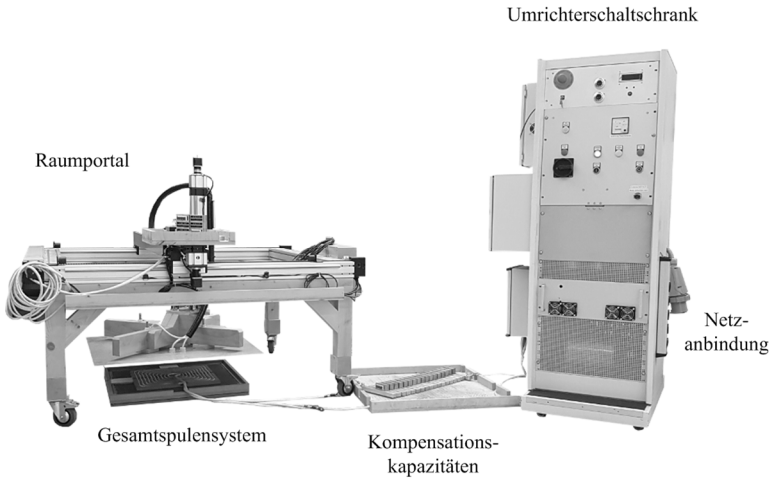 Umrichterschaltschrank
Raumportal
Netz-
anbindung
Gesamtspulensystem
Kompensations-
kapazitäten